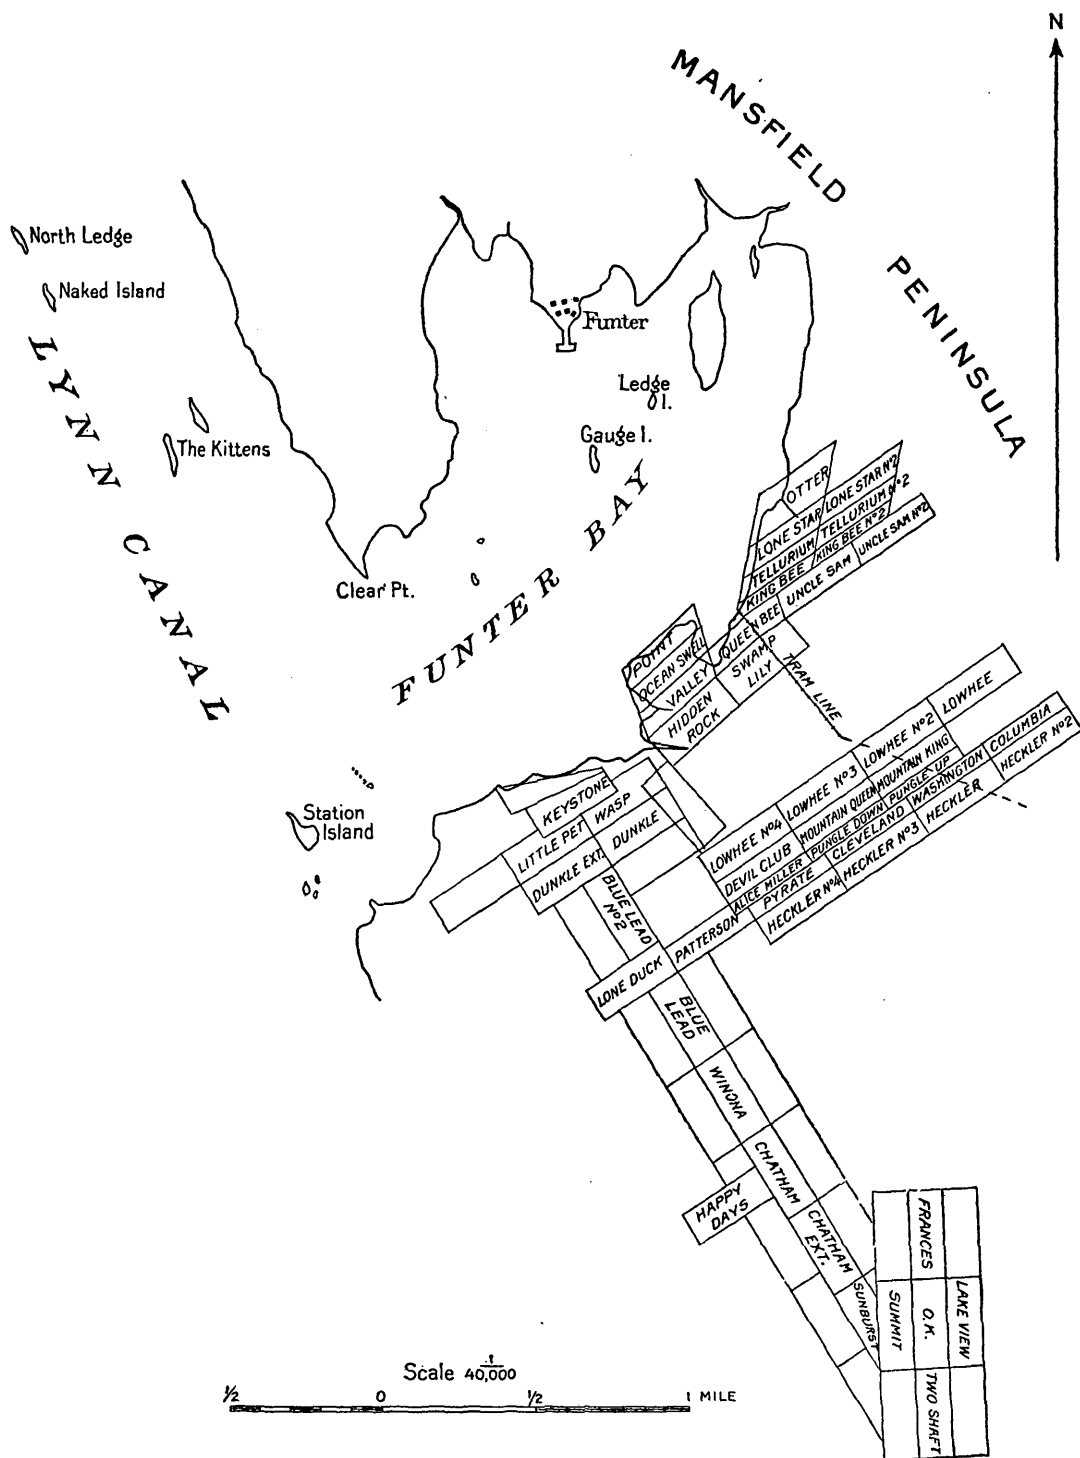 N
MANSFIELD
PENINSULA
North Ledge
Naked Island
LYNN CANAL
The Kittens
Funter
Ledge
I.
Gauge I.
FUNTER BAY
Clear Pt.
Station
Island
OTTER
LONE STAR
LONE STAR No2
TELLURIUM
TELLURIUM No2
KING BEE
KING BEE No2
QUEEN BEE
UNCLE SAM
UNCLE SAM No2
POINT
OCEAN SWELL
VALLEY
SWAMP
LILY
HIDDEN
ROCK
TRAM LINE
LOWHEE No4
LOWHEE No3
LOWHEE No2
LOWHEE
DEVIL CLUB
MOUNTAIN QUEEN
MOUNTAIN KING
ALICE MILLER
PUNGLE DOWN
PUNGLE UP
PYRATE
CLEVELAND
WASHINGTON
COLUMBIA
HECKLER No4
HECKLER No3
HECKLER
HECKLER No2
KEYSTONE
LITTLE PET
WASP
DUNKLE EXT.
DUNKLE
BLUE LEAD
No2
LONE DUCK
PATTERSON
BLUE
LEAD
WINONA
CHATHAM
HAPPY
DAYS
CHATHAM
EXT.
SUNBURST
FRANCES
SUMMIT
O.K.
LAKE VIEW
TWO SHAFT
Scale 1/40,000
1/2 0 1/2 1 MILE